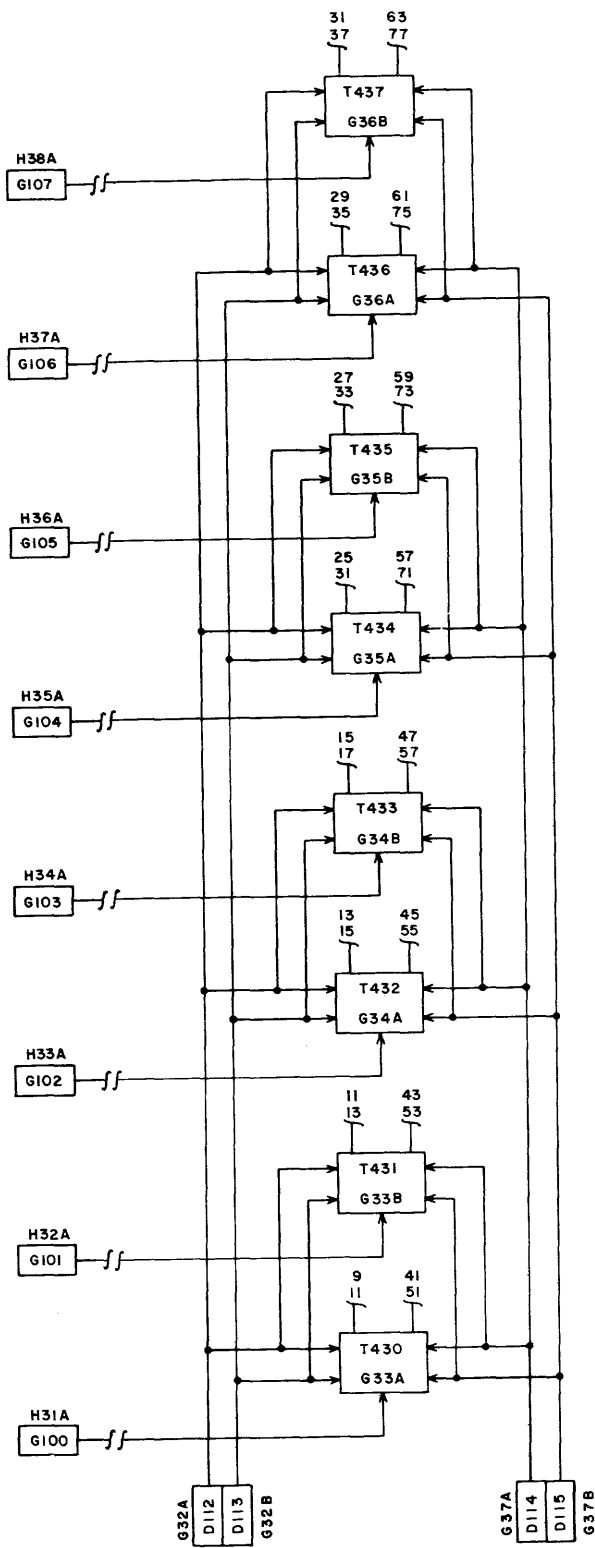 31 63
37 77
T437
G36B
H38A
G107
29 61
35 75
T436
G36A
H37A
G106
27 59
33 73
T435
G35B
H36A
G105
25 57
31 71
T434
G35A
H35A
G104
15 47
17 57
T433
G34B
H34A
G103
13 45
15 55
T432
G34A
H33A
G102
11 43
13 53
T431
G33B
H32A
G101
9 41
11 51
T430
G33A
H31A
G100
G32A D112 D113 G32B
G37A D114 D115 G37B